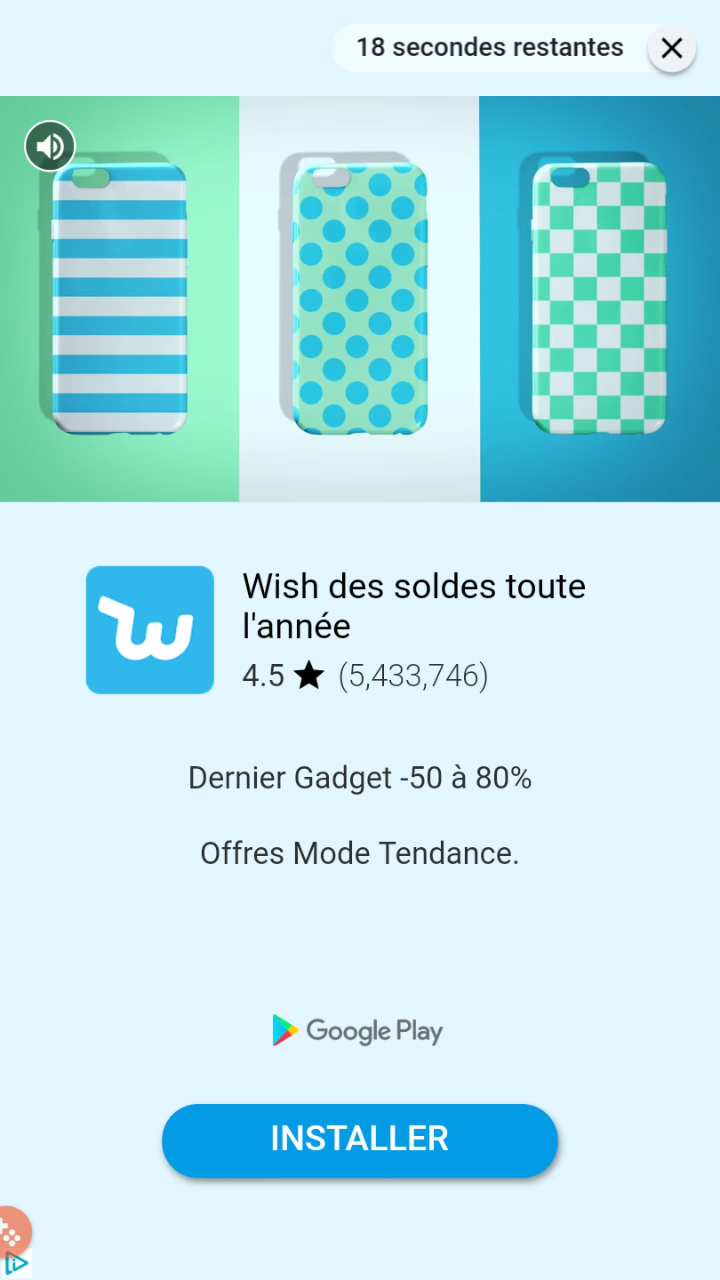 18 secondes restantes
Wish des soldes toute
l'année
4.5 ★ (5,433,746)
Dernier Gadget -50 à 80%
Offres Mode Tendance.
Google Play
INSTALLER